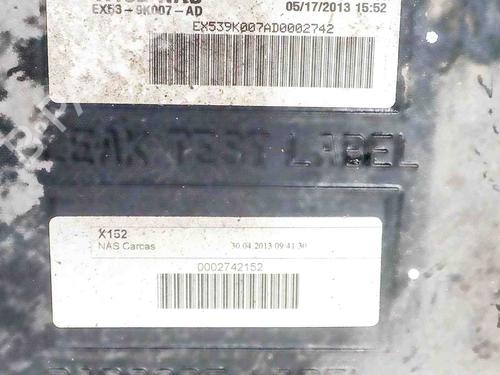 EX53-9K007-AD
05/17/2013 15:52
EX539K007AD0002742
LEAK TEST LABEL
X152
NAS Carcas
30.04.2013 09:41:30
0002742152